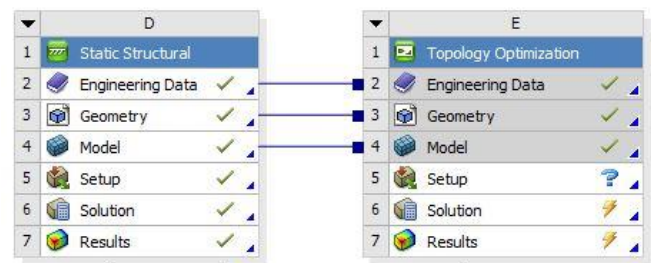 D
1 Static Structural
2 Engineering Data
3 Geometry
4 Model
5 Setup
6 Solution
7 Results
E
1 Topology Optimization
2 Engineering Data
3 Geometry
4 Model
5 Setup
6 Solution
7 Results